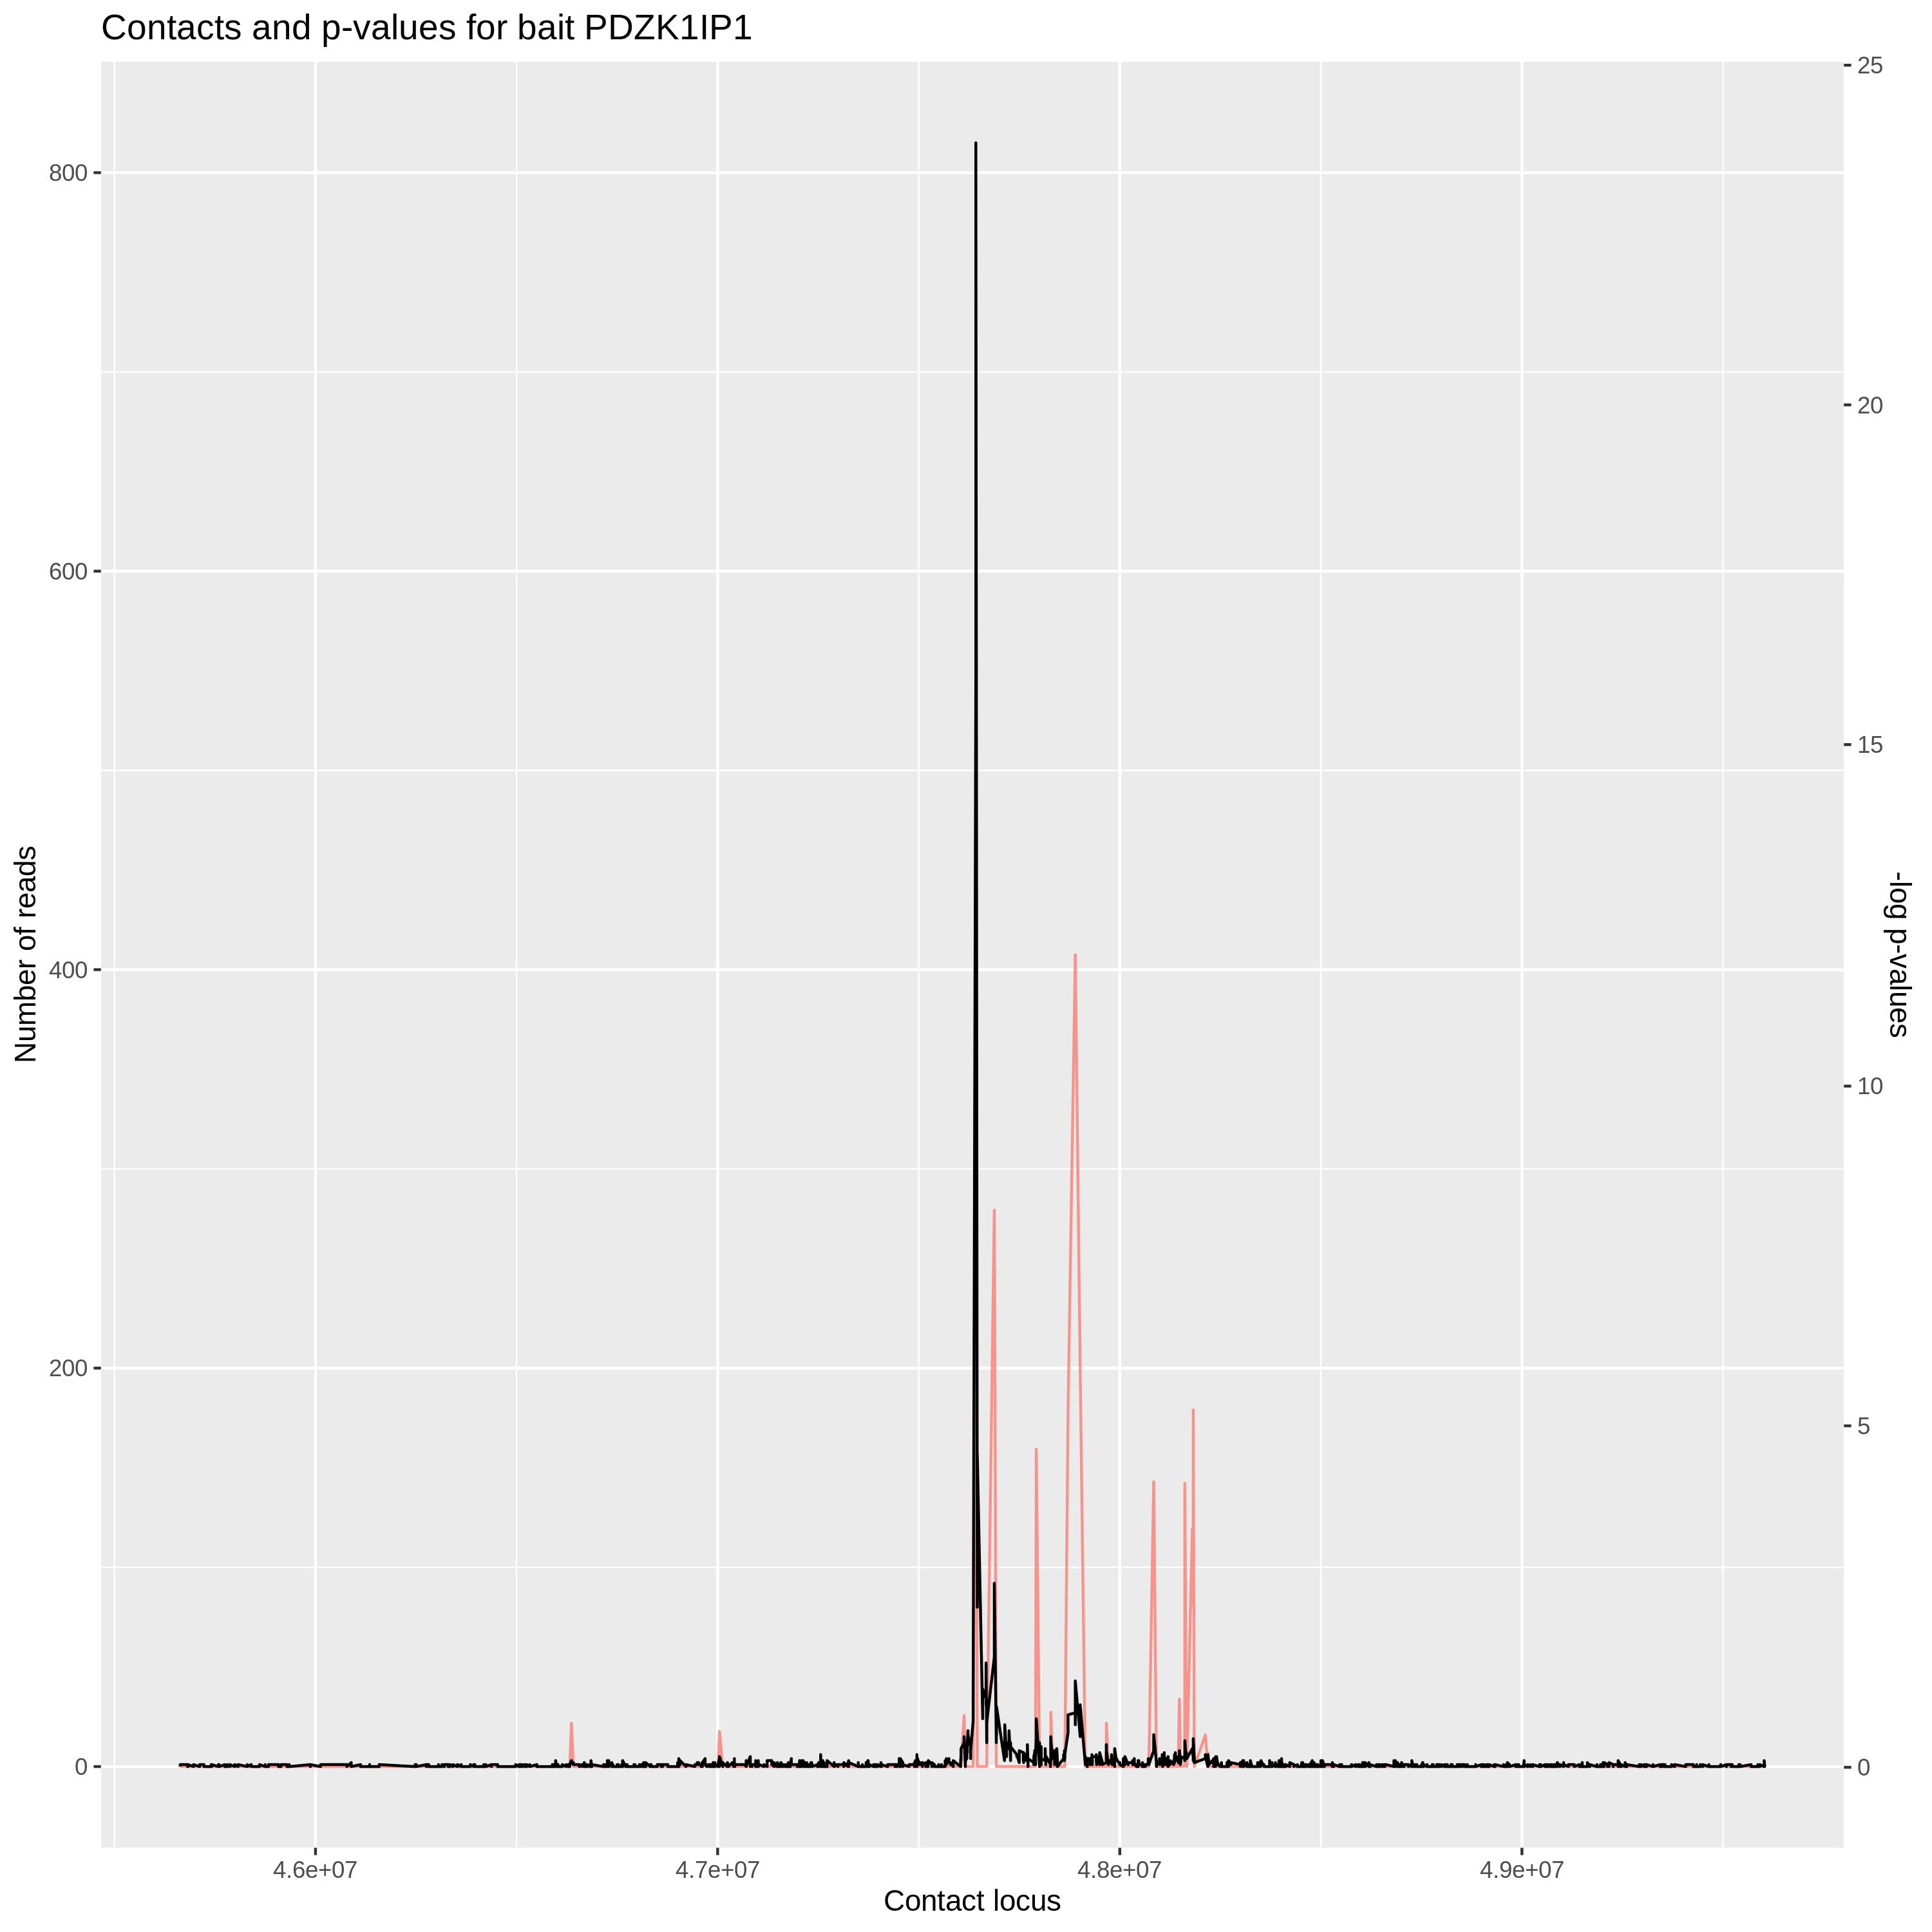 Contacts and p-values for bait PDZK1IP1
Number of reads
800
600
400
200
0
25
20
15
10
5
0
-log p-values
4.6e+07
4.7e+07
4.8e+07
4.9e+07
Contact locus